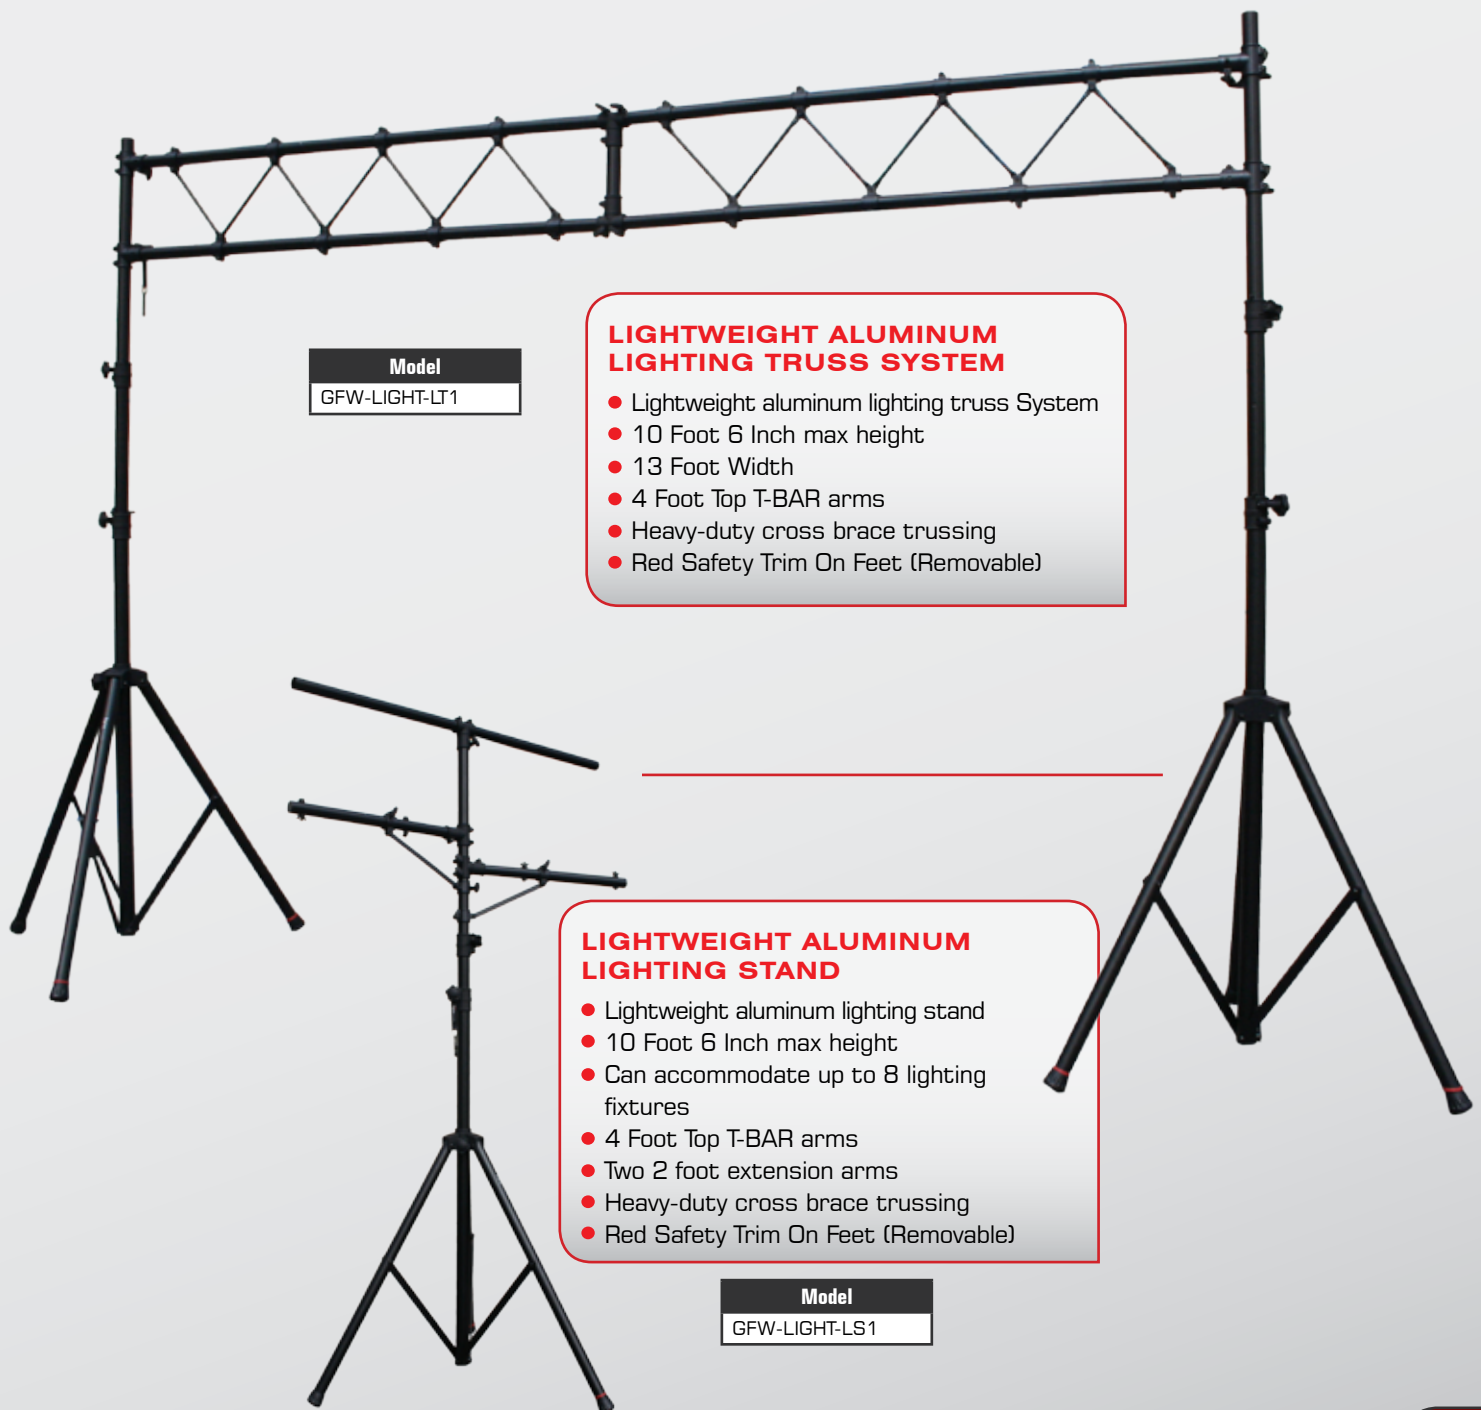 Model
GFW-LIGHT-LT1
LIGHTWEIGHT ALUMINUM
LIGHTING TRUSS SYSTEM
Lightweight aluminum lighting truss System
10 Foot 6 Inch max height
13 Foot Width
4 Foot Top T-BAR arms
Heavy-duty cross brace trussing
Red Safety Trim On Feet (Removable)
LIGHTWEIGHT ALUMINUM
LIGHTING STAND
Lightweight aluminum lighting stand
10 Foot 6 Inch max height
Can accommodate up to 8 lighting
fixtures
4 Foot Top T-BAR arms
Two 2 foot extension arms
Heavy-duty cross brace trussing
Red Safety Trim On Feet (Removable)
Model
GFW-LIGHT-LS1